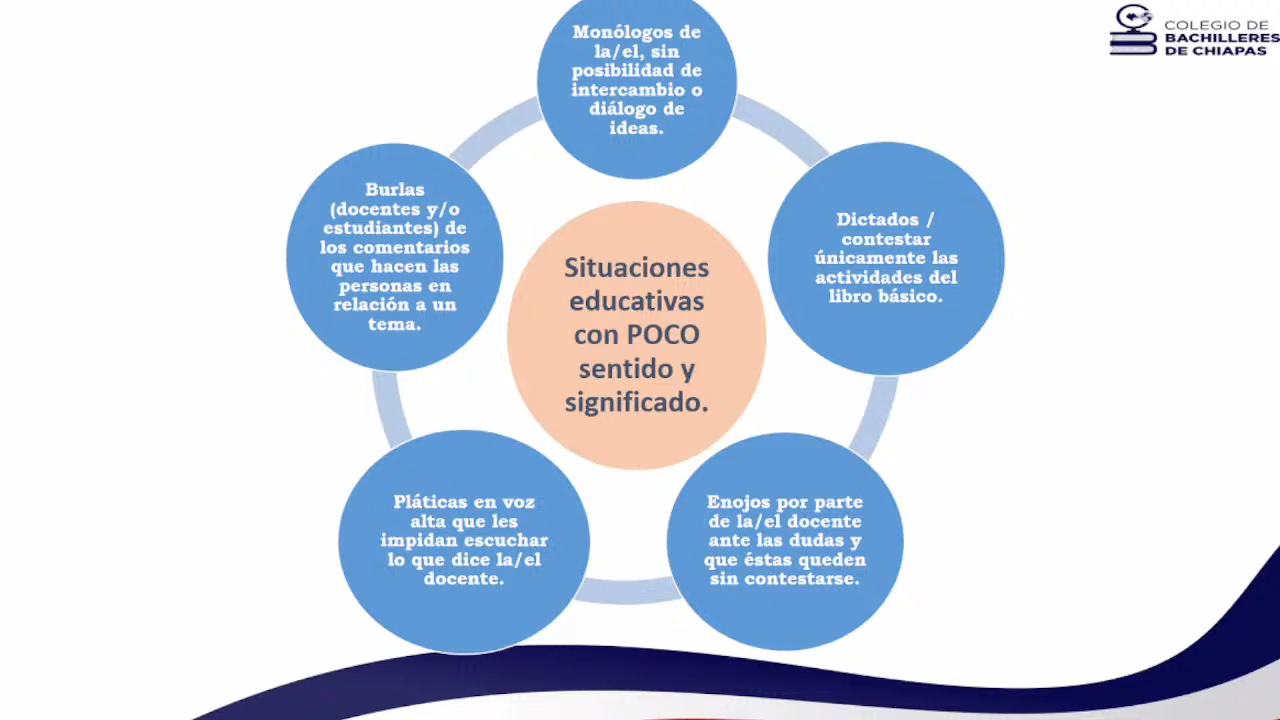 Monólogos de
la/el, sin
posibilidad de
intercambio o
diálogo de
ideas.
COLEGIO DE
BACHILLERES
DE CHIAPAS
Burlas
(docentes y/o
estudiantes) de
los comentarios
que hacen las
personas en
relación a un
tema.
Dictados /
contestar
únicamente las
actividades del
libro básico.
Situaciones
educativas
con POCO
sentido y
significado.
Pláticas en voz
alta que les
impidan escuchar
lo que dice la/el
docente.
Enojos por parte
de la/el docente
ante las dudas y
que éstas queden
sin contestarse.